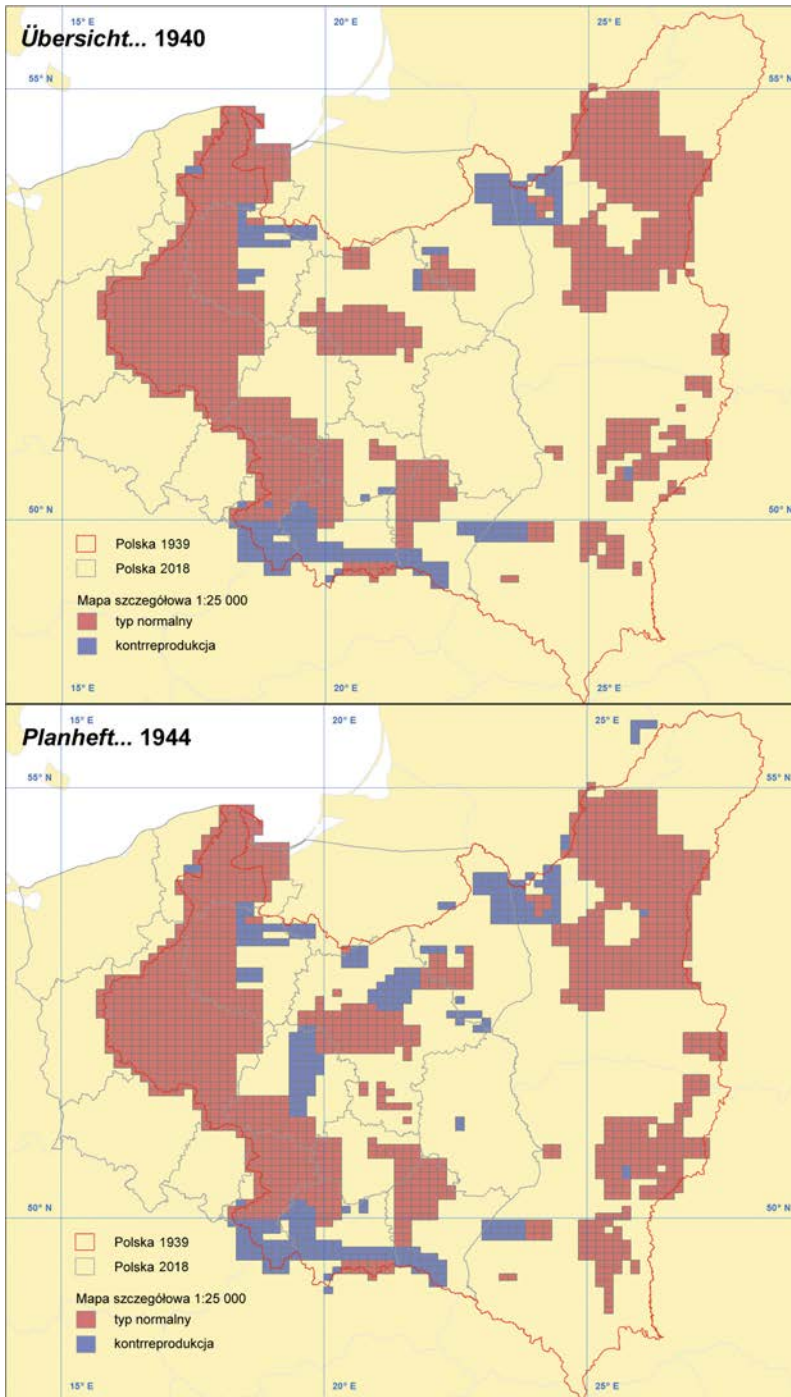 15° E 20° E 25° E
Übersicht... 1940
55° N 55° N
50° N 50° N
Polska 1939
Polska 2018
Mapa szczegółowa 1:25 000
typ normalny
kontrreprodukcja
15° E 20° E 25° E
15° E 20° E 25° E
Planheft... 1944
55° N 55° N
50° N 50° N
Polska 1939
Polska 2018
Mapa szczegółowa 1:25 000
typ normalny
kontrreprodukcja
15° E 20° E 25° E